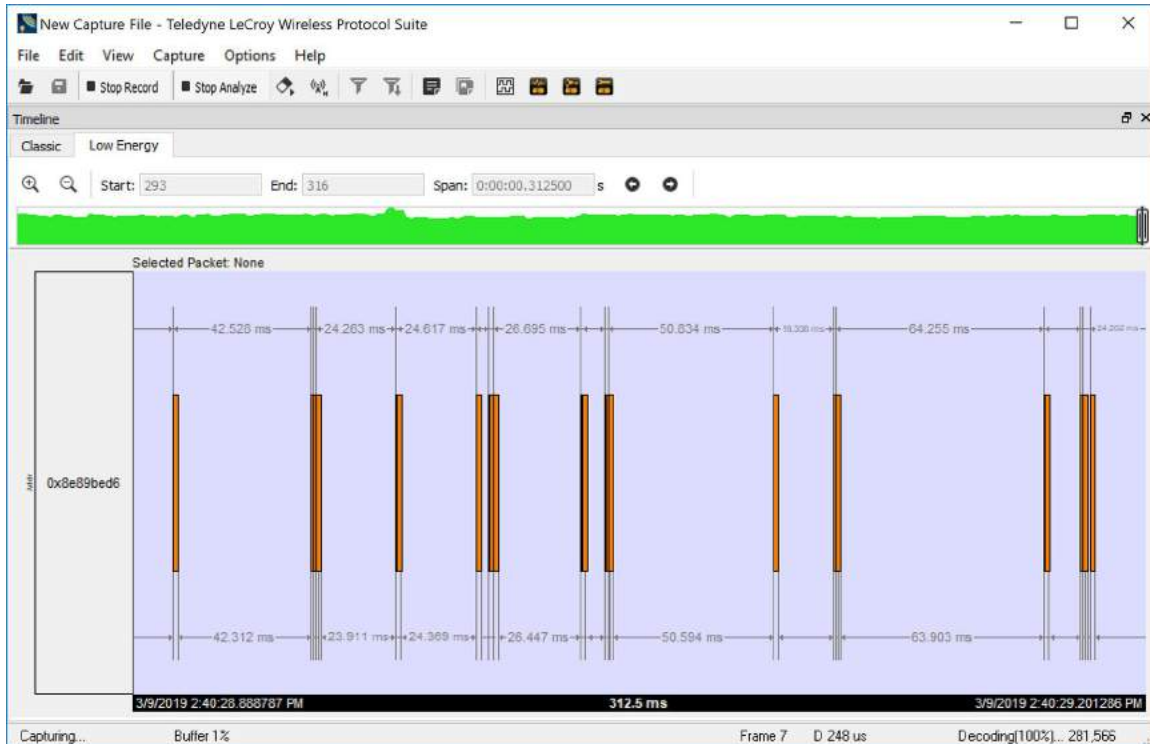 New Capture File - Teledyne LeCroy Wireless Protocol Suite
File Edit View Capture Options Help
Stop Record Stop Analyze
Timeline
Classic Low Energy
Start: 293 End: 316 Span: 0:00:00.312500 s
Selected Packet: None
42.528 ms 24.263 ms 24.617 ms 26.695 ms 50.834 ms ms 64.255 ms ms
0x8e89bed6
42.312 ms 23.911 ms 24.369 ms 26.447 ms 50.594 ms 63.903 ms
3/9/2019 2:40:28.888787 PM 312.5 ms 3/9/2019 2:40:29.201286 PM
Capturing... Buffer 1% Frame 7 D 248 us Decoding(100%)... 281,566